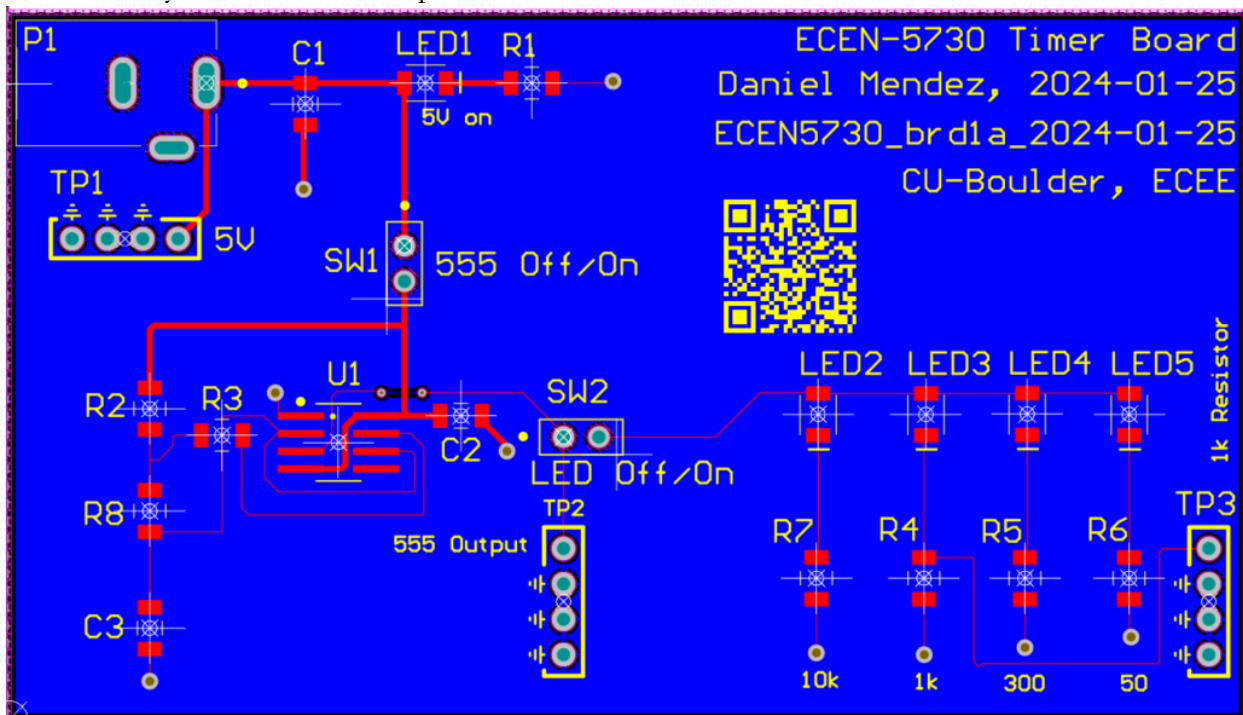 P1
C1
LED1
R1
5V on
ECEN-5730 Timer Board
Daniel Mendez, 2024-01-25
ECEN5730_brd1a_2024-01-25
CU-Boulder, ECEE
TP1
5V
SW1
555 Off/On
1k Resistor
U1
SW2
LED2
LED3
LED4
LED5
R2
R3
C2
LED Off/On
R8
TP2
555 Output
R7
R4
R5
R6
TP3
C3
10k
1k
300
50